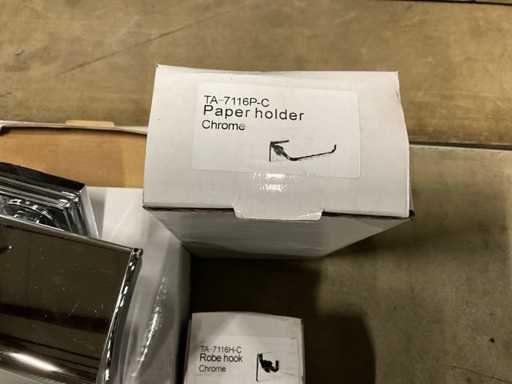 TA-7116P-C
Paper holder
Chrome
TA-7116H-C
Robe hook
Chrome